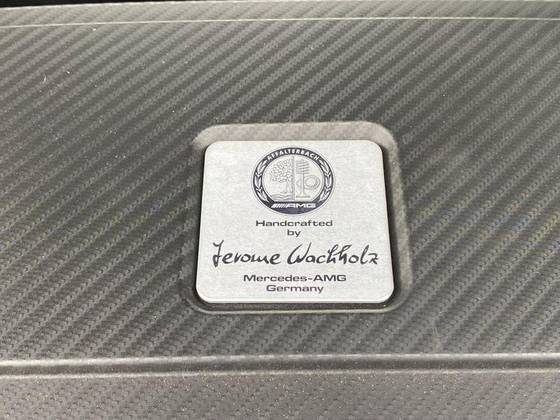 AFFALTERBACH
AMG
Handcrafted
by
Jerome Wachholz
Mercedes-AMG
Germany